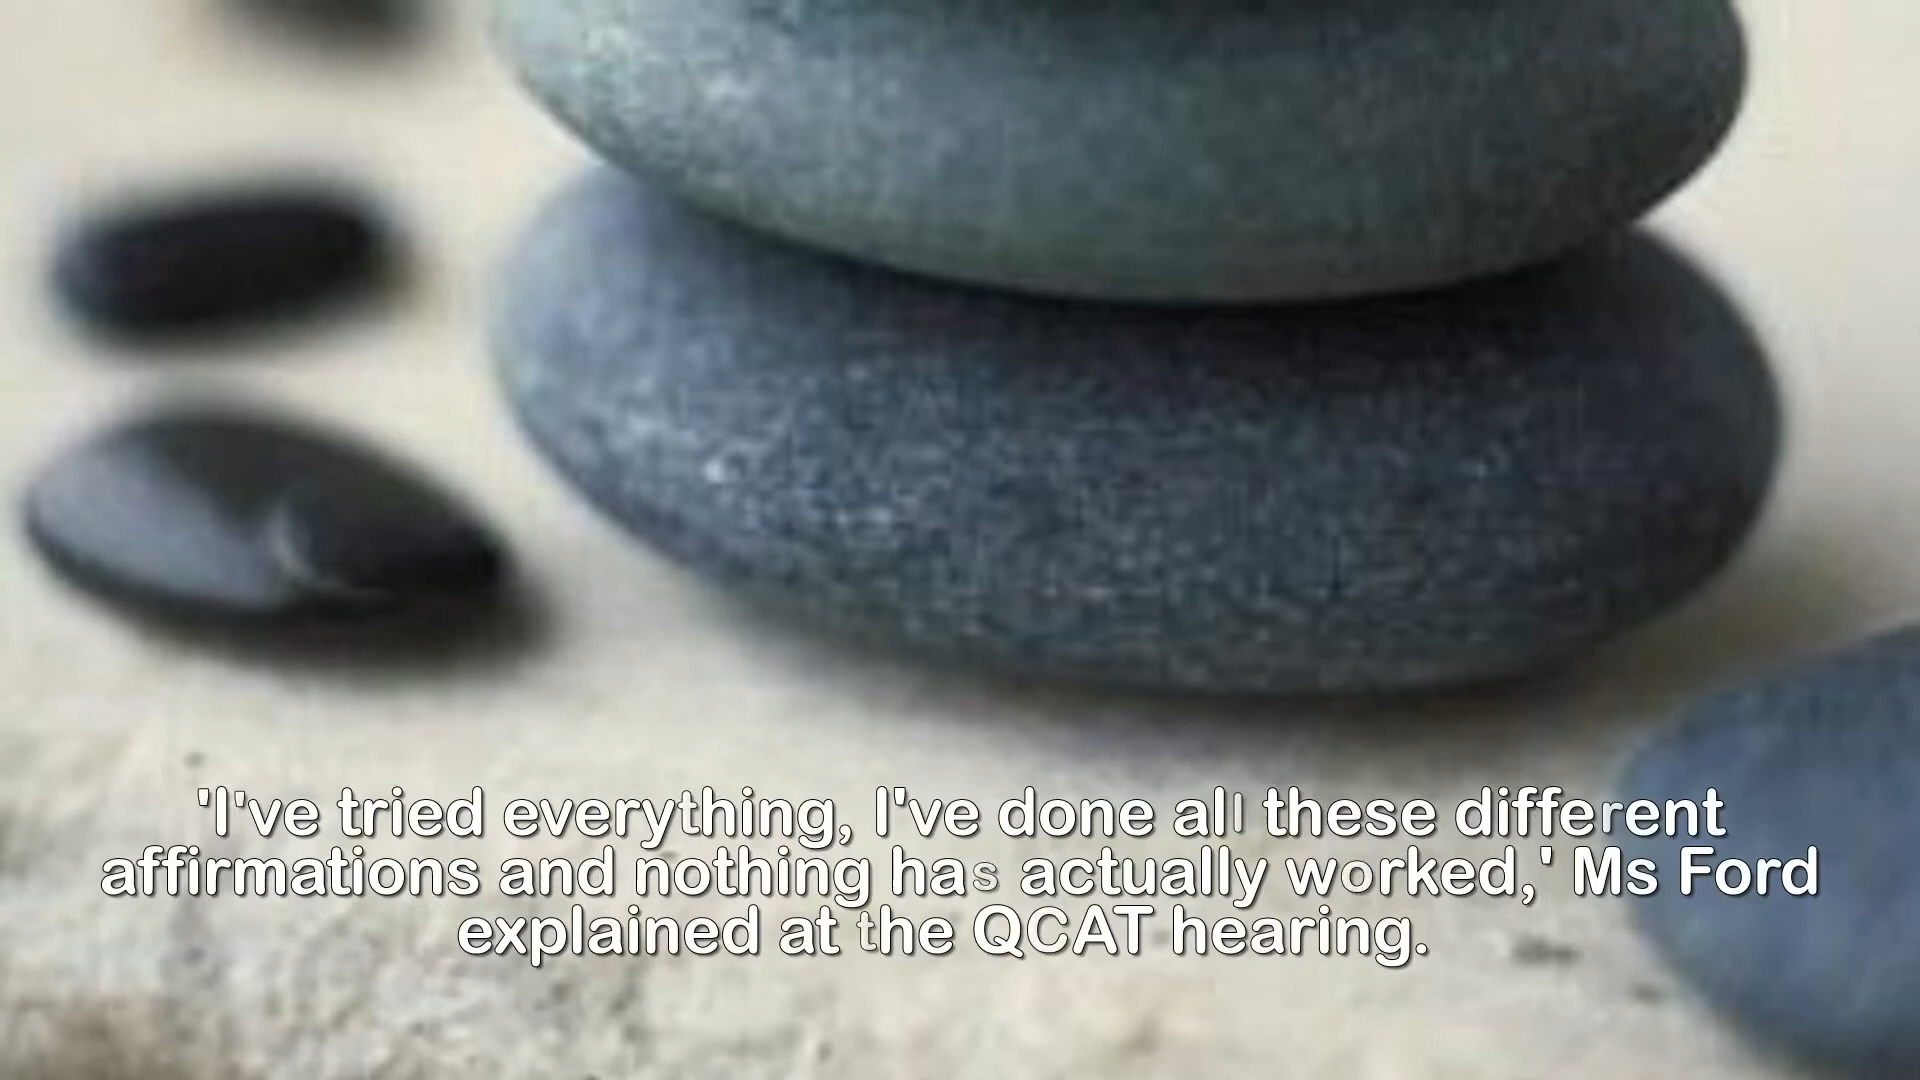 'I've tried everything, I've done all these different
affirmations and nothing has actually worked,' Ms Ford
explained at the QCAT hearing.